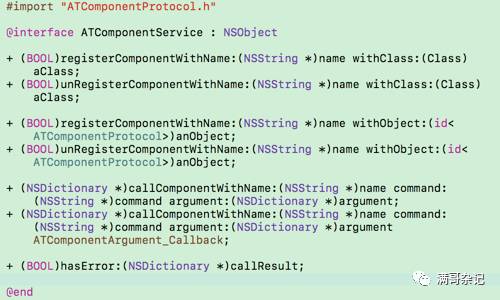 #import "ATComponentProtocol.h"
@interface ATComponentService : NSObject
+ (BOOL)registerComponentWithName:(NSString *)name withClass:(Class)
aClass;
+ (BOOL)unRegisterComponentWithName:(NSString *)name withClass:(Class)
aClass;
+ (BOOL)registerComponentWithName:(NSString *)name withObject:(id<
ATComponentProtocol>)anObject;
+ (BOOL)unRegisterComponentWithName:(NSString *)name withObject:(id<
ATComponentProtocol>)anObject;
+ (NSDictionary *)callComponentWithName:(NSString *)name command:
(NSString *)command argument:(NSDictionary *)argument;
+ (NSDictionary *)callComponentWithName:(NSString *)name command:
(NSString *)command argument:(NSDictionary *)argument
ATComponentArgument_Callback;
+ (BOOL)hasError:(NSDictionary *)callResult;
@end
满哥杂记